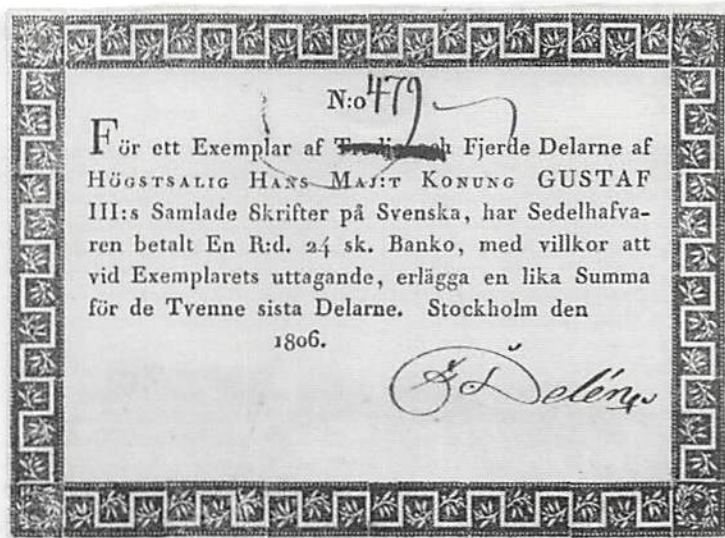 N:o 479
För ett Exemplar af Tredje och Fjerde Delarne af
HÖGSTSALIG HANS MAJ:T KONUNG GUSTAF
III:s Samlade Skrifter på Svenska, har Sedelhafva-
ren betalt En R:d. 24 sk. Banko, med villkor att
vid Exemplarets uttagande, erlägga en lika Summa
för de Tvenne sista Delarne. Stockholm den
1806.
Delén